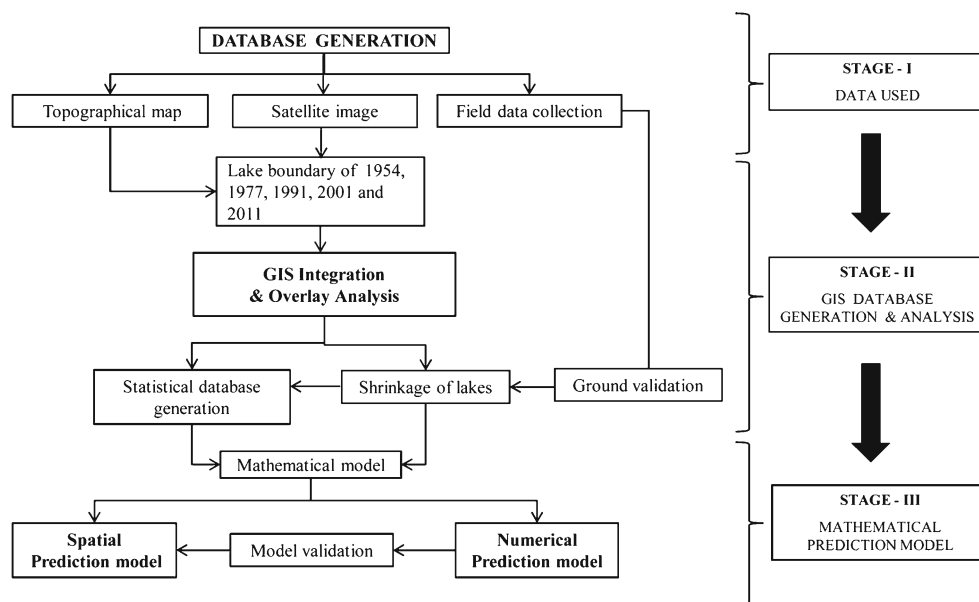 DATABASE GENERATION
Topographical map
Satellite image
Field data collection
Lake boundary of 1954,
1977, 1991, 2001 and
2011
GIS Integration
& Overlay Analysis
Statistical database
generation
Shrinkage of lakes
Ground validation
Mathematical model
Spatial
Prediction model
Model validation
Numerical
Prediction model
STAGE - I
DATA USED
STAGE - II
GIS DATABASE
GENERATION & ANALYSIS
STAGE - III
MATHEMATICAL
PREDICTION MODEL